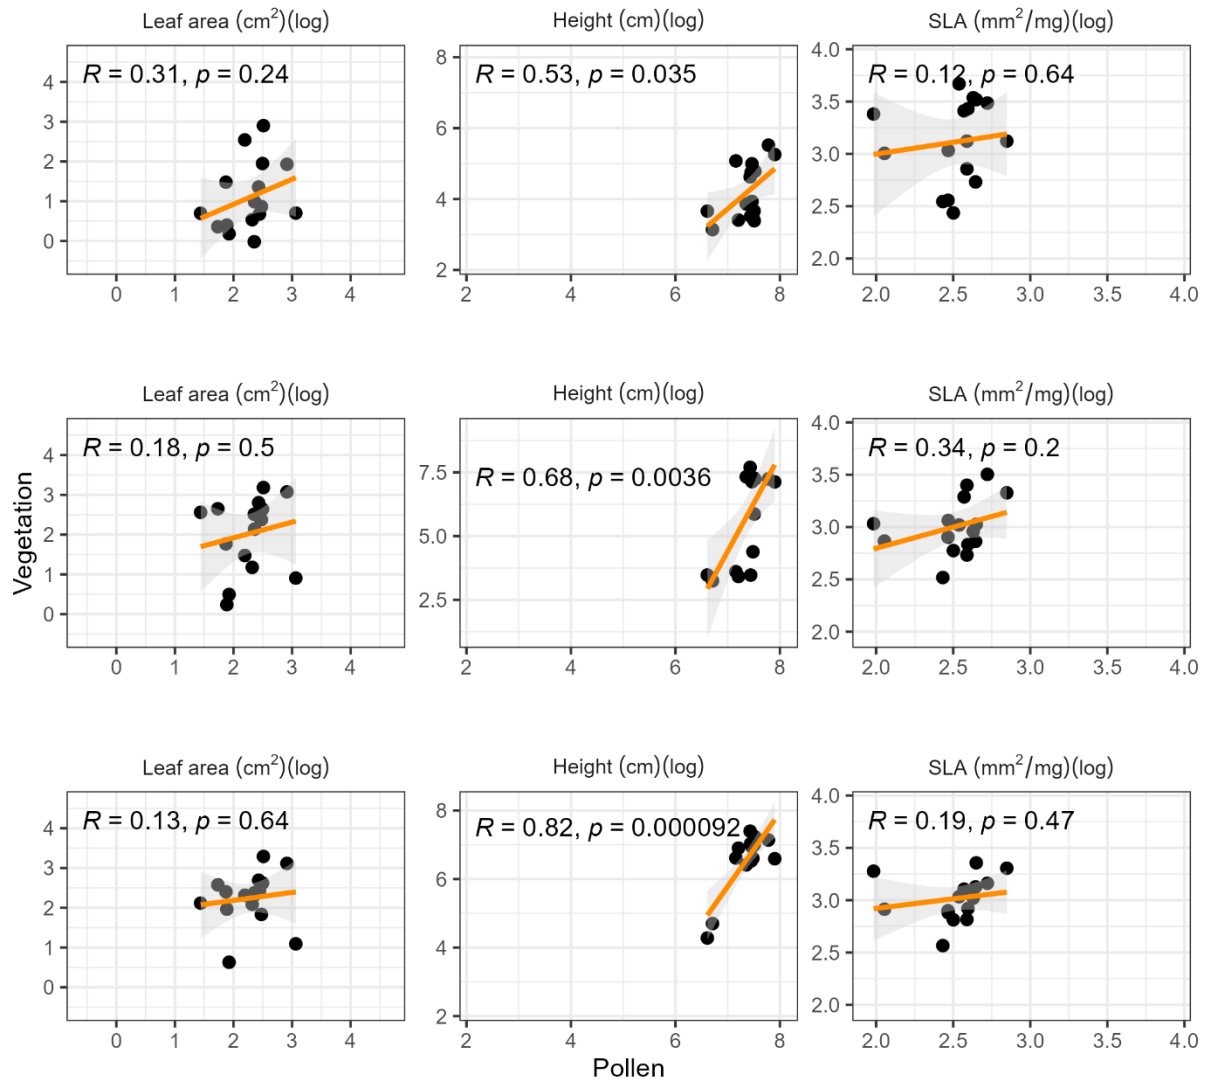 Leaf area (cm²)(log) Height (cm)(log) SLA (mm²/mg)(log)
R = 0.31, p = 0.24 R = 0.53, p = 0.035 R = 0.12, p = 0.64
4 3 2 1 0
8 6 4 2
4.0 3.5 3.0 2.5 2.0
0 1 2 3 4
2 4 6 8
2.0 2.5 3.0 3.5 4.0
Leaf area (cm²)(log) Height (cm)(log) SLA (mm²/mg)(log)
R = 0.18, p = 0.5 R = 0.68, p = 0.0036 R = 0.34, p = 0.2
4 3 2 1 0
7.5 5.0 2.5
4.0 3.5 3.0 2.5 2.0
0 1 2 3 4
2 4 6 8
2.0 2.5 3.0 3.5 4.0
Vegetation
Leaf area (cm²)(log) Height (cm)(log) SLA (mm²/mg)(log)
R = 0.13, p = 0.64 R = 0.82, p = 0.000092 R = 0.19, p = 0.47
4 3 2 1 0
8 6 4 2
4.0 3.5 3.0 2.5 2.0
0 1 2 3 4
2 4 6 8
2.0 2.5 3.0 3.5 4.0
Pollen